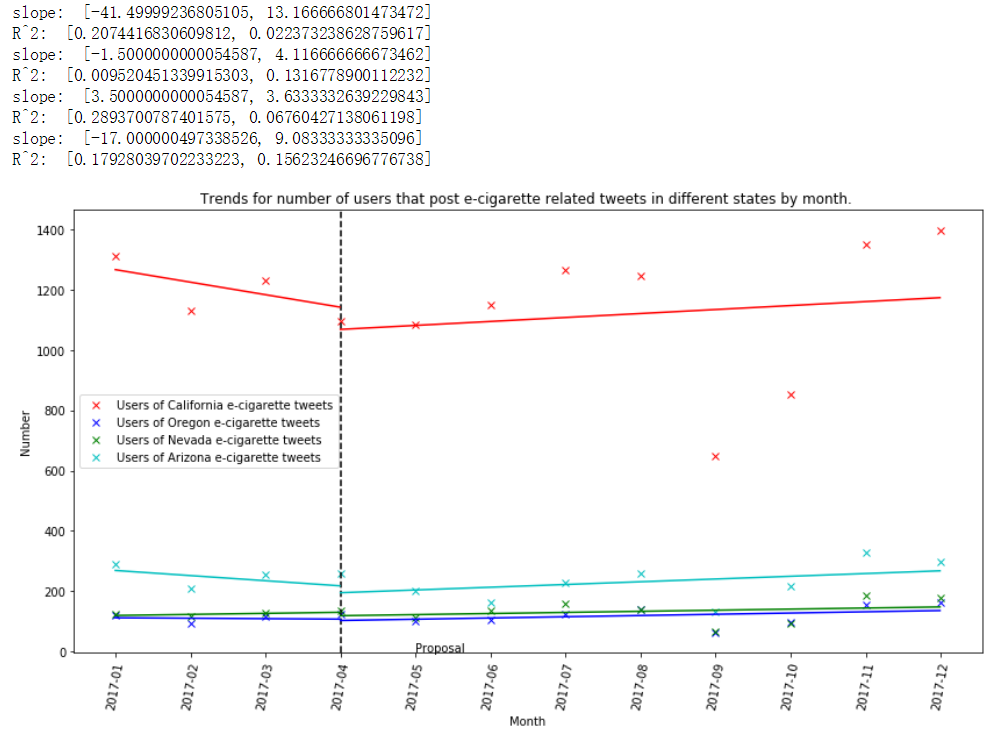 slope:  [-41.49999236805105, 13.166666801473472]
R^2:  [0.2074416830609812, 0.022373238628759617]
slope:  [-1.5000000000054587, 4.116666666673462]
R^2:  [0.009520451339915303, 0.1316778900112232]
slope:  [3.5000000000054587, 3.6333332639229843]
R^2:  [0.2893700787401575, 0.06760427138061198]
slope:  [-17.000000497338526, 9.08333333335096]
R^2:  [0.17928039702233223, 0.15623246696776738]
Trends for number of users that post e-cigarette related tweets in different states by month.
1400
1200
1000
800
600
400
200
0
Number
Users of California e-cigarette tweets
Users of Oregon e-cigarette tweets
Users of Nevada e-cigarette tweets
Users of Arizona e-cigarette tweets
Proposal
2017-01
2017-02
2017-03
2017-04
2017-05
2017-06
2017-07
2017-08
2017-09
2017-10
2017-11
2017-12
Month